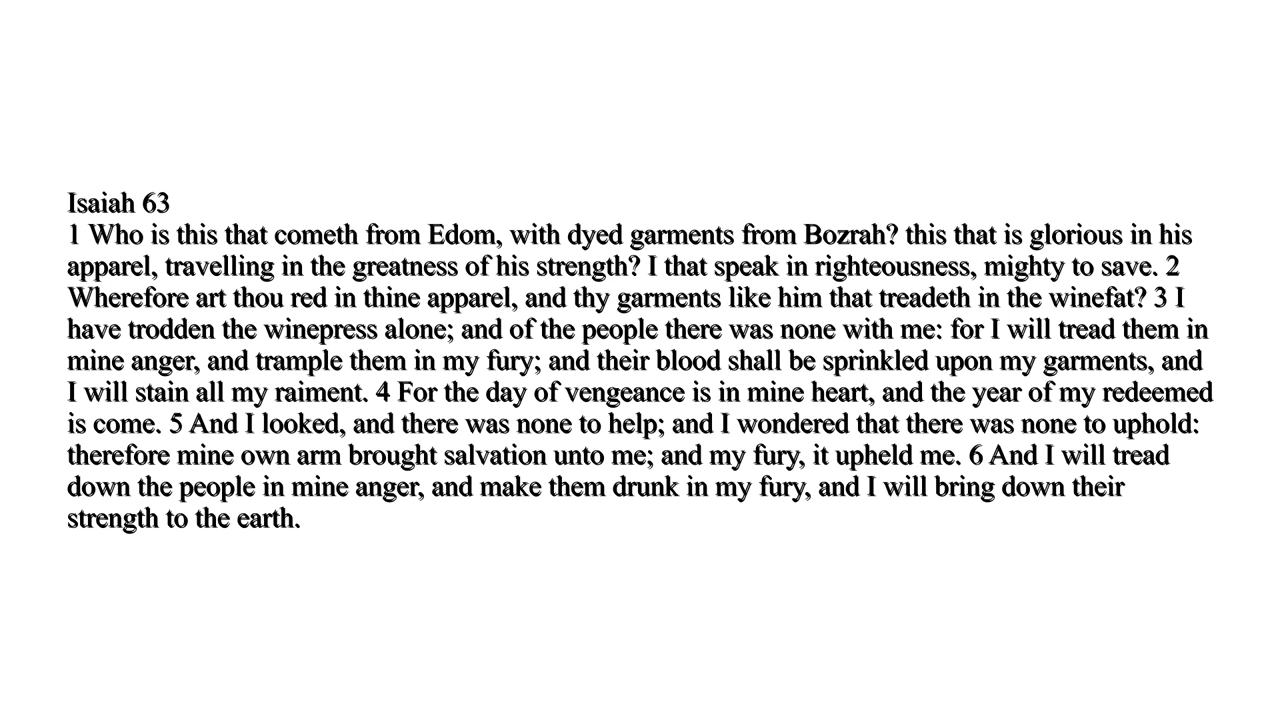 Isaiah 63
1 Who is this that cometh from Edom, with dyed garments from Bozrah? this that is glorious in his
apparel, travelling in the greatness of his strength? I that speak in righteousness, mighty to save. 2
Wherefore art thou red in thine apparel, and thy garments like him that treadeth in the winefat? 3 I
have trodden the winepress alone; and of the people there was none with me: for I will tread them in
mine anger, and trample them in my fury; and their blood shall be sprinkled upon my garments, and
I will stain all my raiment. 4 For the day of vengeance is in mine heart, and the year of my redeemed
is come. 5 And I looked, and there was none to help; and I wondered that there was none to uphold:
therefore mine own arm brought salvation unto me; and my fury, it upheld me. 6 And I will tread
down the people in mine anger, and make them drunk in my fury, and I will bring down their
strength to the earth.